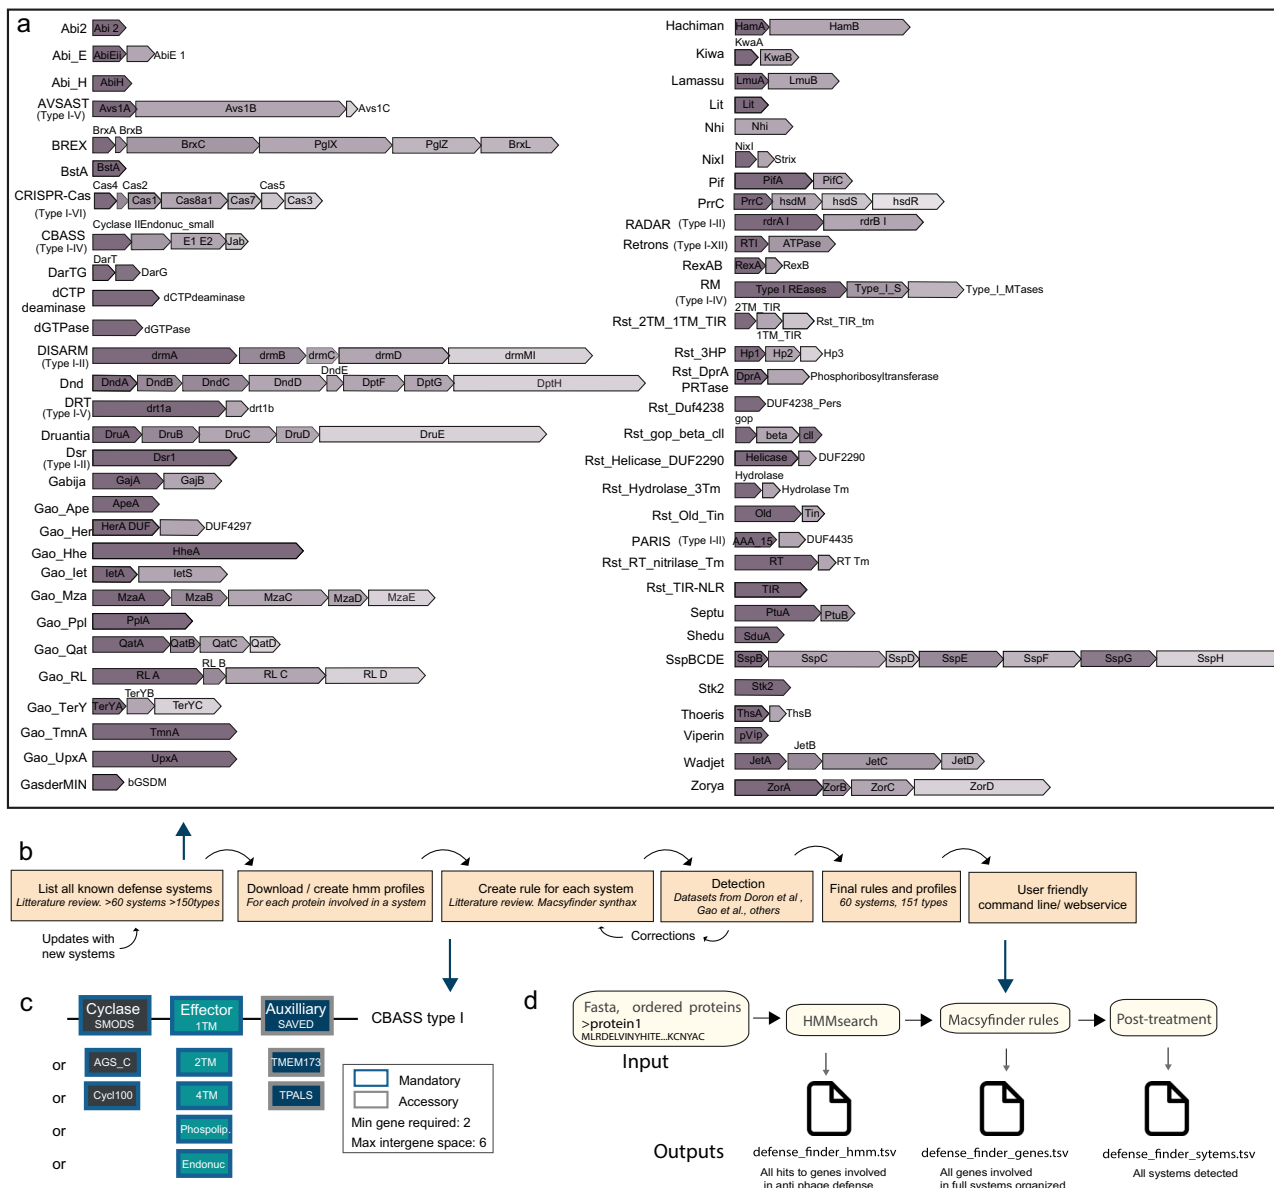 a
Abi2 Abi 2
Abi_E AbiEii AbiE 1
Abi_H AbiH
AVSAST Avs1A Avs1B Avs1C
(Type I-V)
BrxA BrxB
BREX BrxC PglX PglZ BrxL
BstA BstA
Cas4 Cas2 Cas5
CRISPR-Cas Cas1 Cas8a1 Cas7 Cas3
(Type I-VI)
Cyclase IIEndonuc_small
CBASS E1 E2 Jab
(Type I-IV)
DarT
DarTG DarG
dCTP dCTPdeaminase
deaminase
dGTPase dGTPase
DISARM drmA drmB drmC drmD drmMI
(Type I-II)
DndE
Dnd DndA DndB DndC DndD DptF DptG DptH
DRT drt1a drt1b
(Type I-V)
Druantia DruA DruB DruC DruD DruE
Dsr Dsr1
(Type I-II)
Gabija GajA GajB
Gao_Ape ApeA
Gao_Her HerA DUF DUF4297
Gao_Hhe HheA
Gao_Iet IetA IetS
Gao_Mza MzaA MzaB MzaC MzaD MzaE
Gao_Ppl PplA
Gao_Qat QatA QatB QatC QatD
RL B
Gao_RL RL A RL C RL D
TerYB
Gao_TerY TerYA TerYC
Gao_TmnA TmnA
Gao_UpxA UpxA
GasderMIN bGSDM
Hachiman HamA HamB
KwaA
Kiwa KwaB
Lamassu LmuA LmuB
Lit Lit
Nhi Nhi
NixI
NixI Strix
Pif PifA PifC
PrrC PrrC hsdM hsdS hsdR
RADAR (Type I-II) rdrA I rdrB I
Retrons (Type I-XII) RTI ATPase
RexAB RexA RexB
RM Type I REases Type_I_S Type_I_MTases
(Type I-IV)
2TM_TIR
Rst_2TM_1TM_TIR Rst_TIR_tm
1TM_TIR
Rst_3HP Hp1 Hp2 Hp3
Rst_DprA DprA Phosphoribosyltransferase
PRTase
Rst_Duf4238 DUF4238_Pers
gop
Rst_gop_beta_cll beta cll
Rst_Helicase_DUF2290 Helicase DUF2290
Hydrolase
Rst_Hydrolase_3Tm Hydrolase Tm
Rst_Old_Tin Old Tin
PARIS (Type I-II) AAA_15 DUF4435
Rst_RT_nitrilase_Tm RT RT Tm
Rst_TIR-NLR TIR
Septu PtuA PtuB
Shedu SduA
SspBCDE SspB SspC SspD SspE SspF SspG SspH
Stk2 Stk2
Thoeris ThsA ThsB
Viperin pVip
JetB
Wadjet JetA JetC JetD
Zorya ZorA ZorB ZorC ZorD
b
List all known defense systems
Litterature review. >60 systems >150types
Download / create hmm profiles
For each protein involved in a system
Create rule for each system
Litterature review. Macsyfinder synthax
Detection
Datasets from Doron et al ,
Gao et al., others
Final rules and profiles
60 systems, 151 types
User friendly
command line/ webservice
Updates with
new systems
Corrections
c
Cyclase Effector Auxilliary
SMODS 1TM SAVED
CBASS type I
or AGS_C 2TM TMEM173
or Cycl100 4TM TPALS
or Phospolip.
or Endonuc
Mandatory
Accessory
Min gene required: 2
Max intergene space: 6
d
Fasta, ordered proteins
>protein1
MLRDELVINYHITE...KCNYAC
HMMsearch
Macsyfinder rules
Post-treatment
Input
Outputs
defense_finder_hmm.tsv
All hits to genes involved
in anti phage defense
defense_finder_genes.tsv
All genes involved
in full systems organized
defense_finder_sytems.tsv
All systems detected